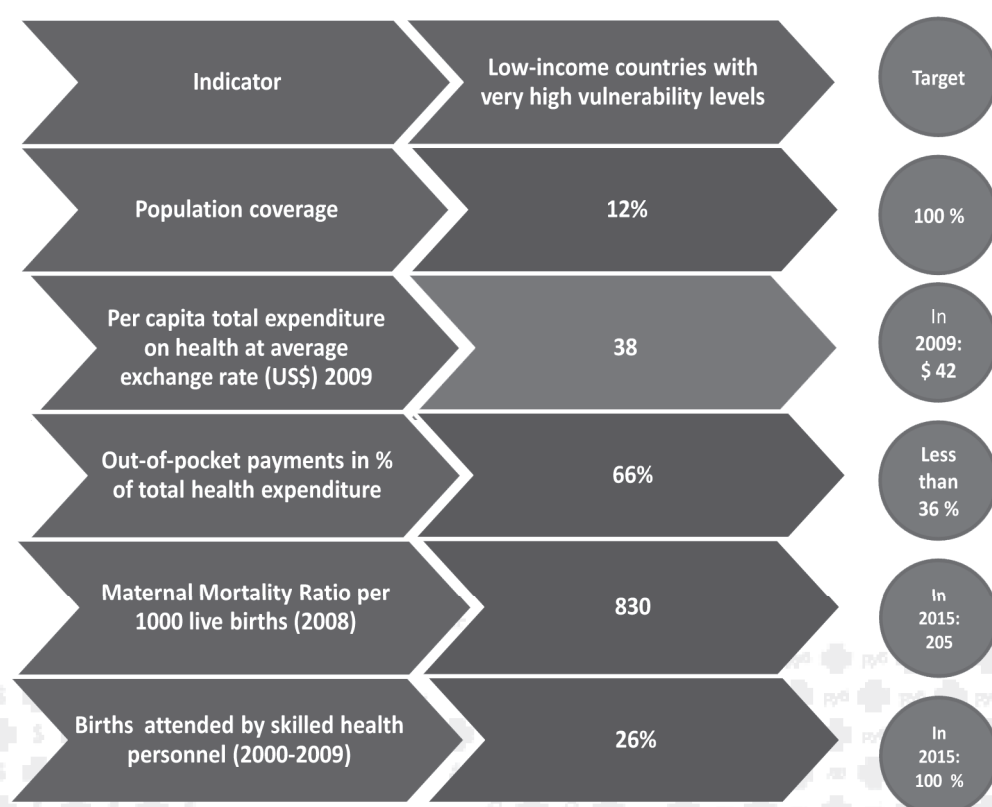 Indicator
Low-income countries with
very high vulnerability levels
Target
Population coverage
12%
100 %
Per capita total expenditure
on health at average
exchange rate (US$) 2009
38
In
2009:
$ 42
Out-of-pocket payments in %
of total health expenditure
66%
Less
than
36 %
Maternal Mortality Ratio per
1000 live births (2008)
830
In
2015:
205
Births attended by skilled health
personnel (2000-2009)
26%
In
2015:
100 %